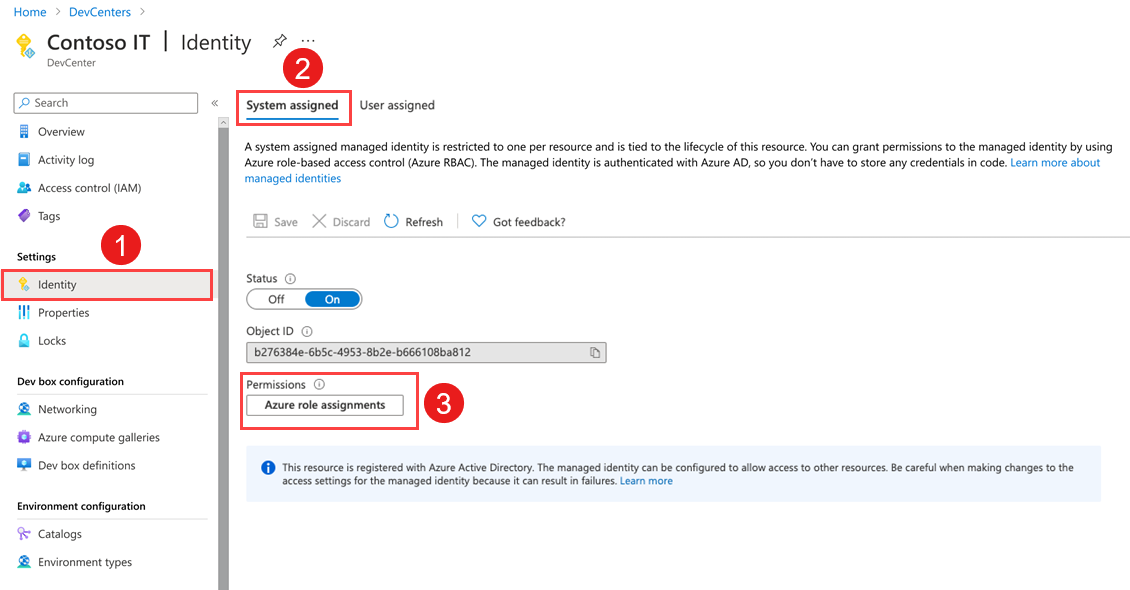 Home > DevCenters >
Contoso IT | Identity ...
DevCenter
Search «
Overview
Activity log
Access control (IAM)
Tags
Settings
1
Identity
Properties
Locks
Dev box configuration
Networking
Azure compute galleries
Dev box definitions
Environment configuration
Catalogs
Environment types
2
System assigned User assigned
A system assigned managed identity is restricted to one per resource and is tied to the lifecycle of this resource. You can grant permissions to the managed identity by using
Azure role-based access control (Azure RBAC). The managed identity is authenticated with Azure AD, so you don't have to store any credentials in code. Learn more about
managed identities
Save Discard Refresh Got feedback?
Status
Off On
Object ID
b276384e-6b5c-4953-8b2e-b666108ba812
Permissions
Azure role assignments
3
This resource is registered with Azure Active Directory. The managed identity can be configured to allow access to other resources. Be careful when making changes to the
access settings for the managed identity because it can result in failures. Learn more